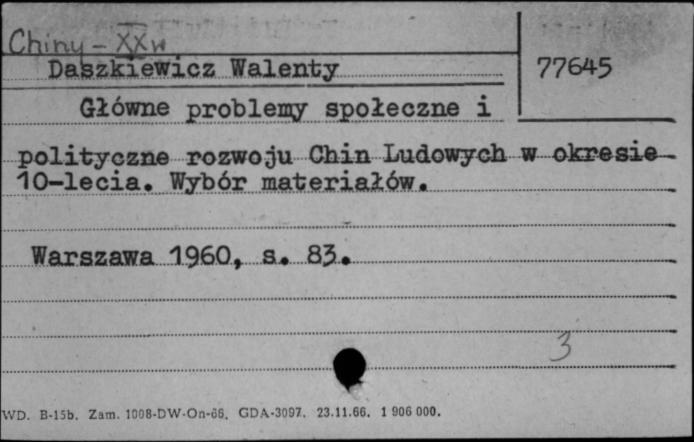 Chiny - XX w
Daszkiewicz Walenty
77645
Główne problemy społeczne i
polityczne rozwoju Chin Ludowych w okresie
10-lecia. Wybór materiałów.
Warszawa 1960, s. 83.
3
WD. B-15b. Zam. 1008-DW-On-66. GDA-3097. 23.11.66. 1 906 000.